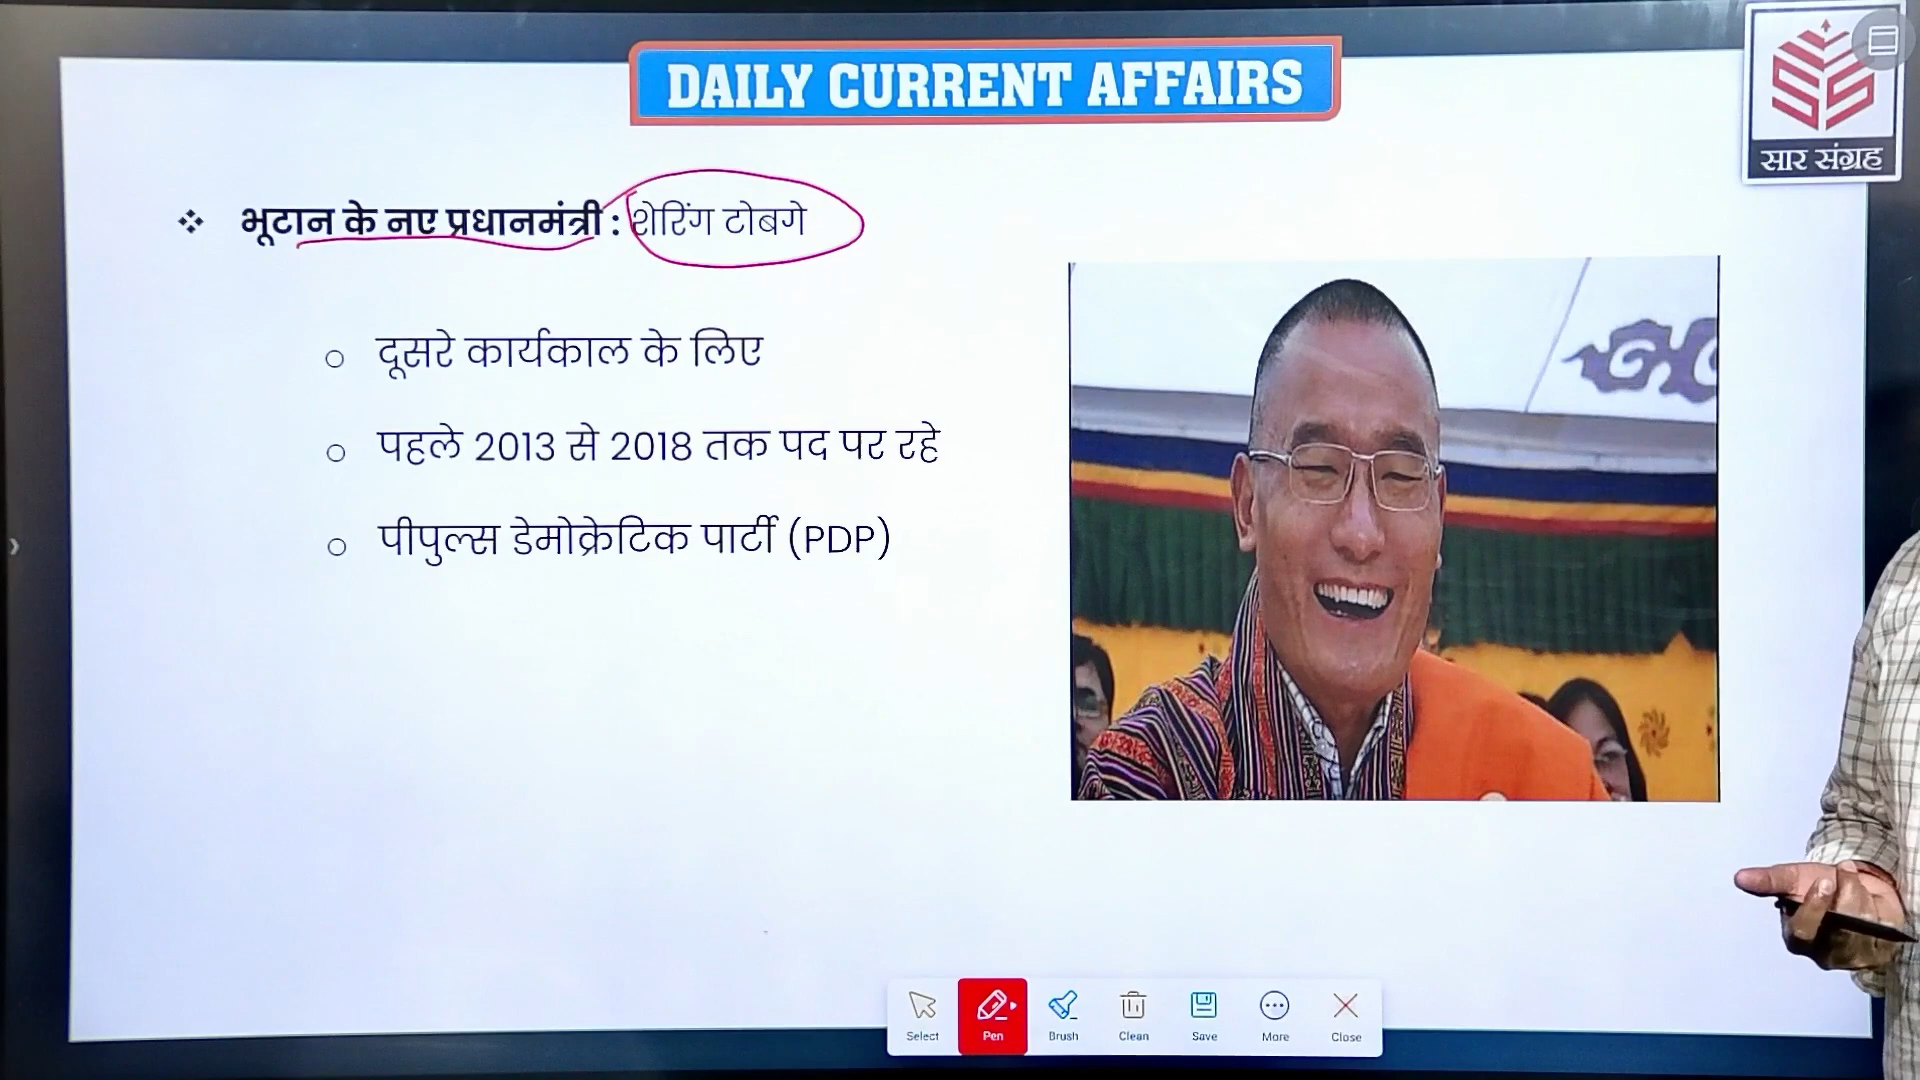 DAILY CURRENT AFFAIRS
सार संग्रह
भूटान के नए प्रधानमंत्री : शेरिंग टोबगे
दूसरे कार्यकाल के लिए
पहले 2013 से 2018 तक पद पर रहे
पीपुल्स डेमोक्रेटिक पार्टी (PDP)
Select
Pen
Brush
Clean
Save
More
Close